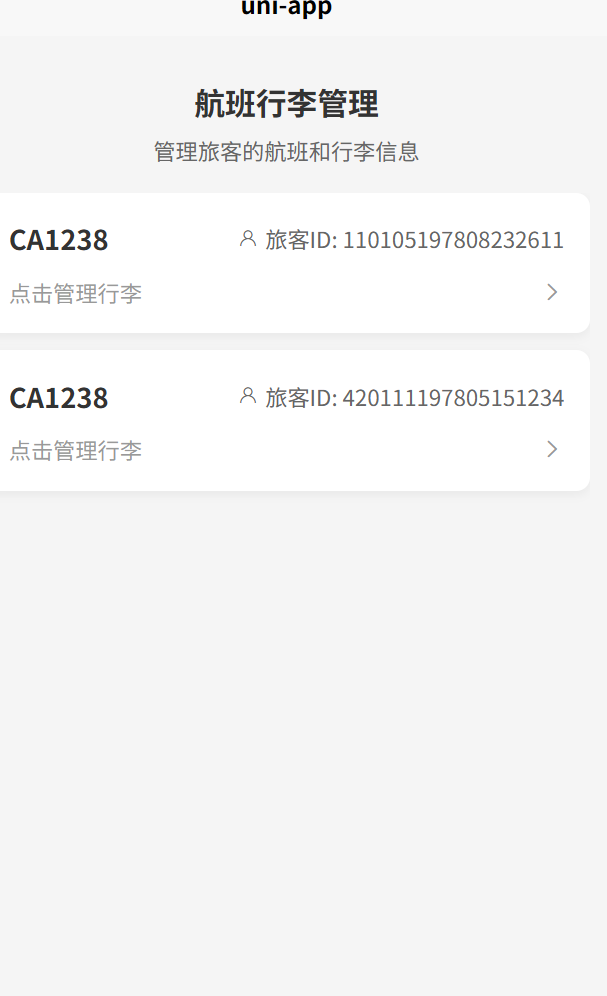 uni-app
航班行李管理
管理旅客的航班和行李信息
CA1238 旅客ID: 110105197808232611
点击管理行李
CA1238 旅客ID: 420111197805151234
点击管理行李